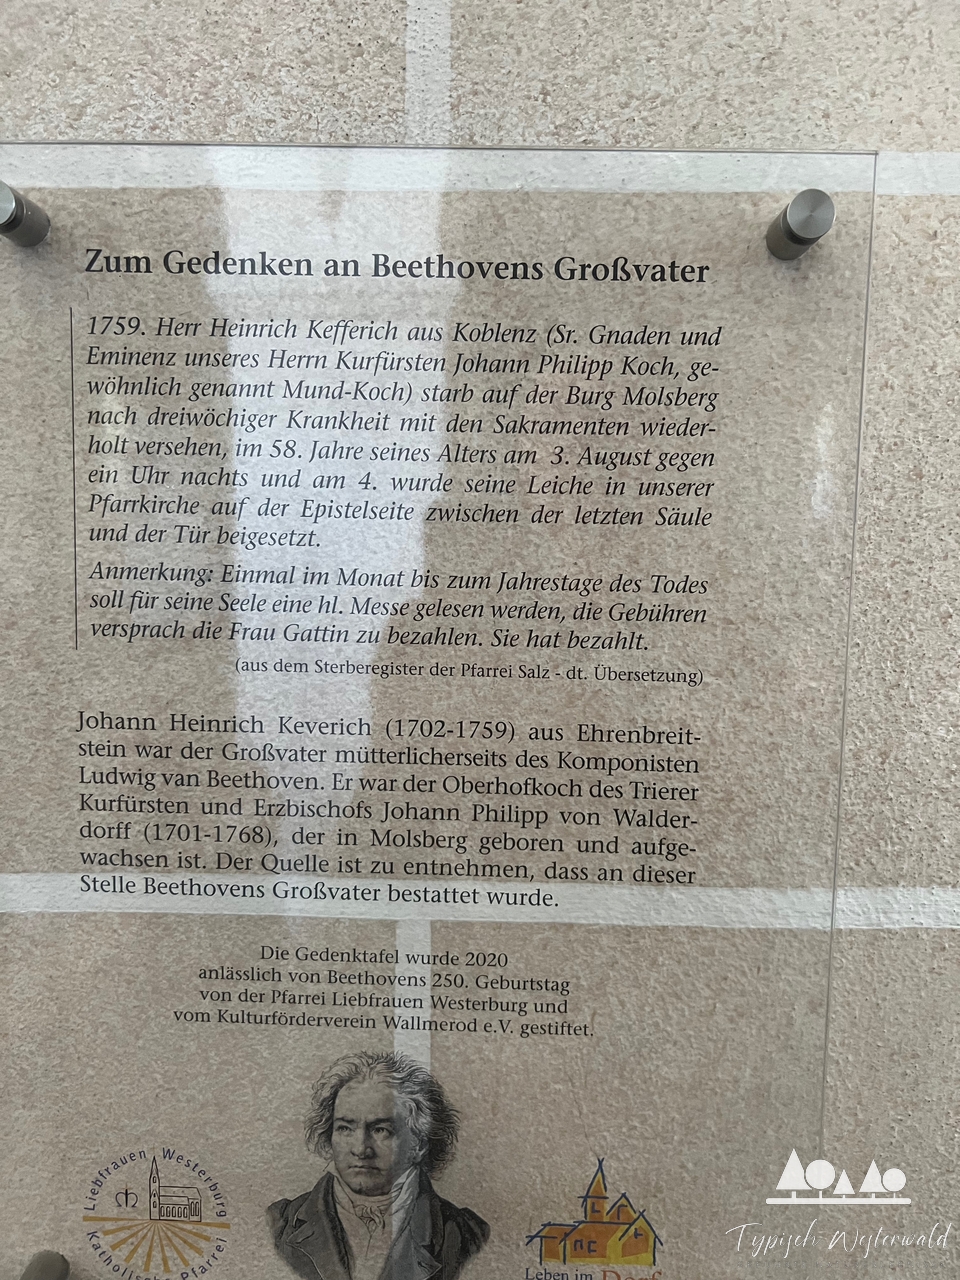 Zum Gedenken an Beethovens Großvater
1759. Herr Heinrich Kefferich aus Koblenz (Sr. Gnaden und
Eminenz unseres Herrn Kurfürsten Johann Philipp Koch, ge-
wöhnlich genannt Mund-Koch) starb auf der Burg Molsberg
nach dreiwöchiger Krankheit mit den Sakramenten wieder-
holt versehen, im 58. Jahre seines Alters am 3. August gegen
ein Uhr nachts und am 4. wurde seine Leiche in unserer
Pfarrkirche auf der Epistelseite zwischen der letzten Säule
und der Tür beigesetzt.
Anmerkung: Einmal im Monat bis zum Jahrestage des Todes
soll für seine Seele eine hl. Messe gelesen werden, die Gebühren
versprach die Frau Gattin zu bezahlen. Sie hat bezahlt.
(aus dem Sterberegister der Pfarrei Salz - dt. Übersetzung)
Johann Heinrich Keverich (1702-1759) aus Ehrenbreit-
stein war der Großvater mütterlicherseits des Komponisten
Ludwig van Beethoven. Er war der Oberhofkoch des Trierer
Kurfürsten und Erzbischofs Johann Philipp von Walder-
dorff (1701-1768), der in Molsberg geboren und aufge-
wachsen ist. Der Quelle ist zu entnehmen, dass an dieser
Stelle Beethovens Großvater bestattet wurde.
Die Gedenktafel wurde 2020
anlässlich von Beethovens 250. Geburtstag
von der Pfarrei Liebfrauen Westerburg und
vom Kulturförderverein Wallmerod e.V. gestiftet.
Liebfrauen Westerburg
Katholische Pfarrei
Leben im Dorf
Typisch Westerwald